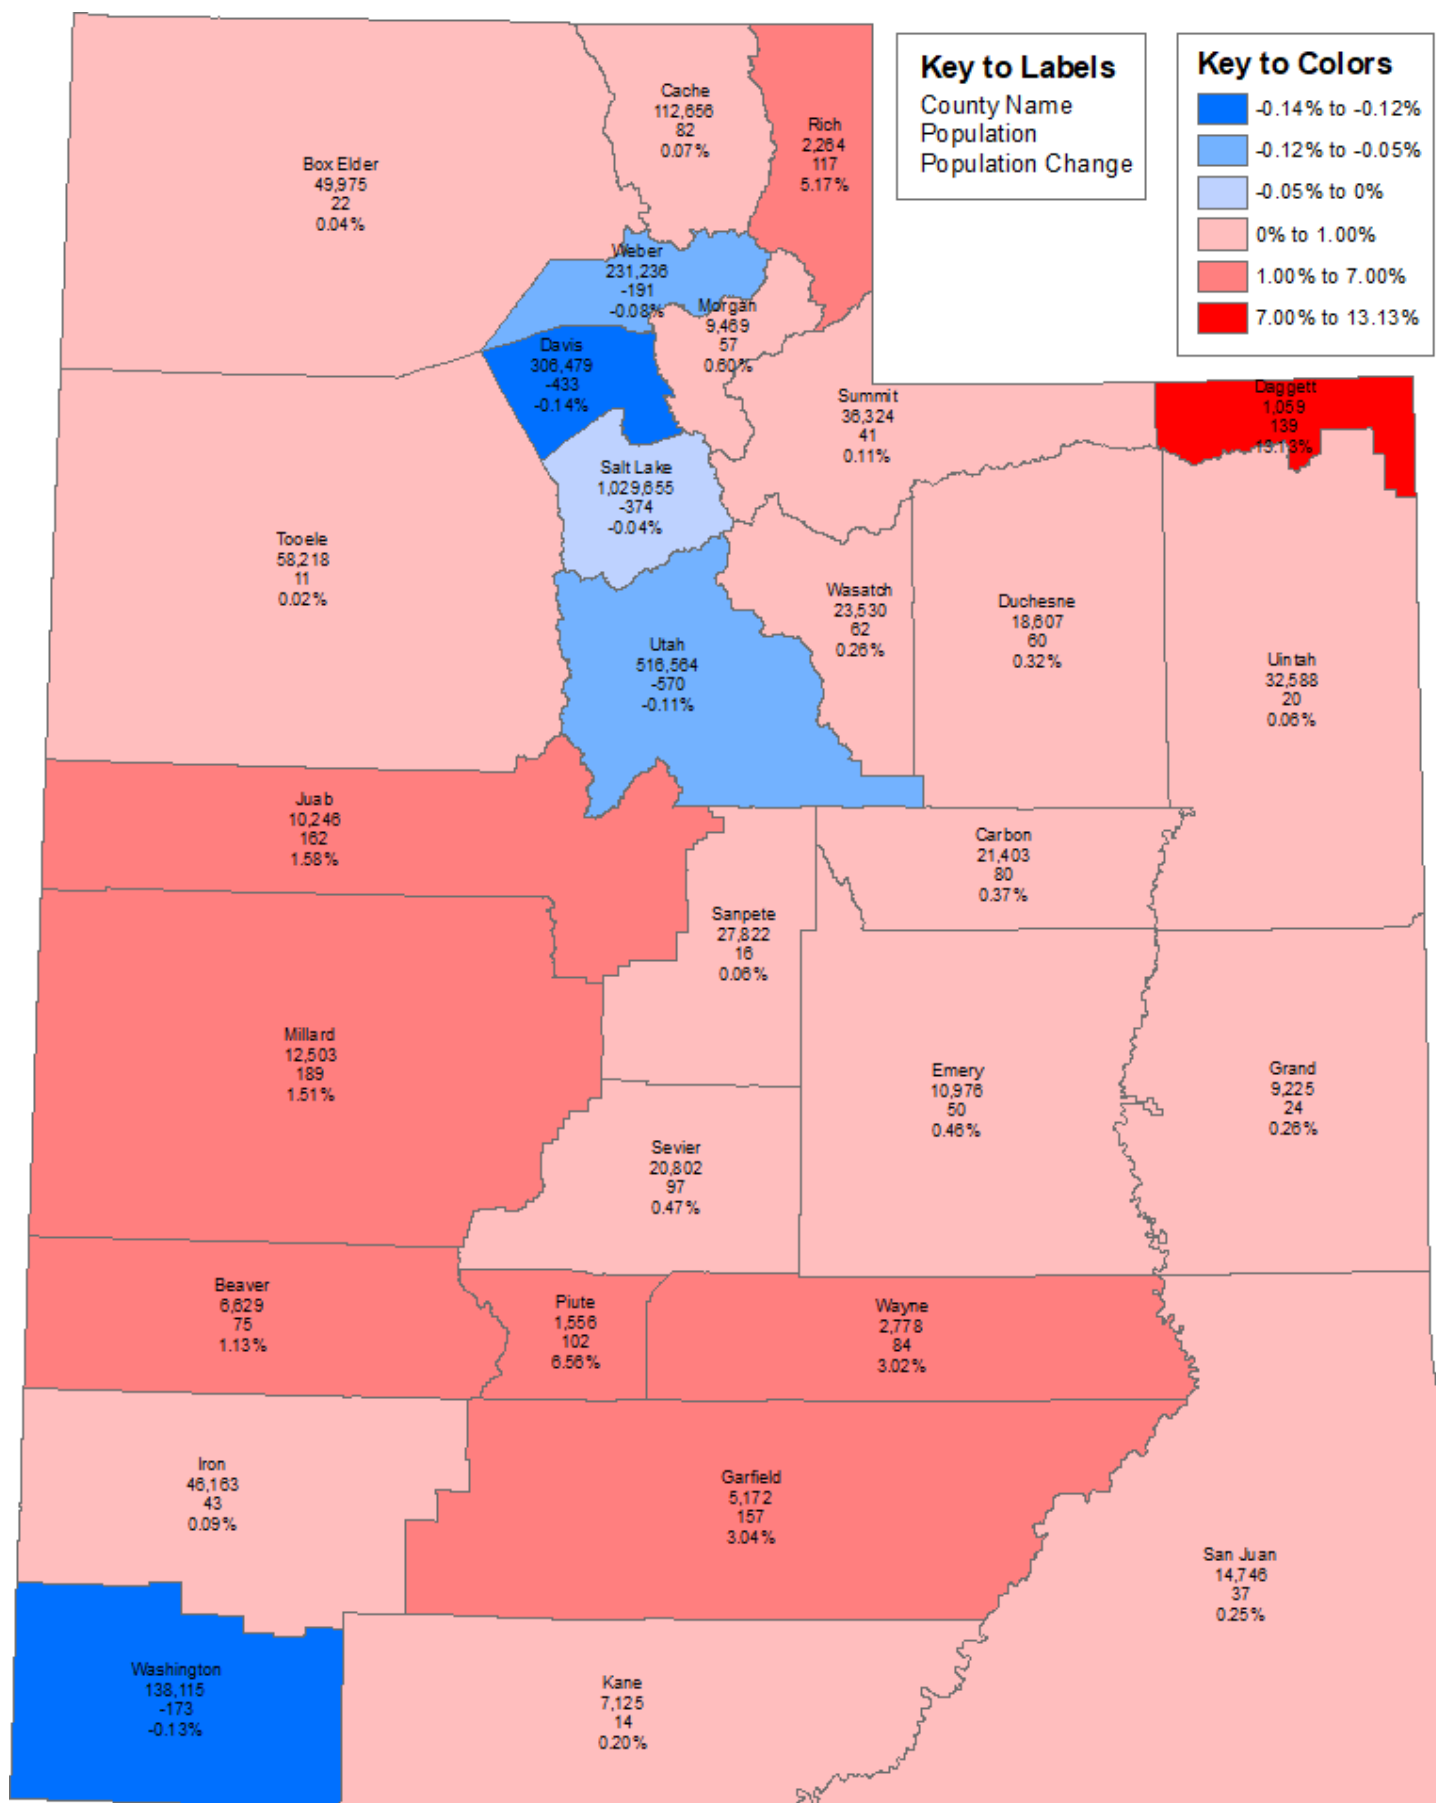 Key to Labels
County Name
Population
Population Change
Key to Colors
-0.14% to -0.12%
-0.12% to -0.05%
-0.05% to 0%
0% to 1.00%
1.00% to 7.00%
7.00% to 13.13%
Cache
112,656
82
0.07%
Rich
2,264
117
5.17%
Box Elder
49,975
22
0.04%
Weber
231,236
-191
-0.08%
Morgan
9,469
57
0.60%
Davis
306,479
-433
-0.14%
Summit
36,324
41
0.11%
Daggett
1,059
139
13.13%
Salt Lake
1,029,655
-374
-0.04%
Tooele
58,218
11
0.02%
Wasatch
23,530
62
0.26%
Duchesne
18,607
60
0.32%
Utah
516,564
-570
-0.11%
Uintah
32,588
20
0.06%
Juab
10,246
162
1.58%
Carbon
21,403
80
0.37%
Sanpete
27,822
16
0.06%
Millard
12,503
189
1.51%
Emery
10,976
50
0.46%
Grand
9,225
24
0.26%
Sevier
20,802
97
0.47%
Beaver
6,629
75
1.13%
Piute
1,556
102
6.56%
Wayne
2,778
84
3.02%
Iron
46,163
43
0.09%
Garfield
5,172
157
3.04%
San Juan
14,746
37
0.25%
Washington
138,115
-173
-0.13%
Kane
7,125
14
0.20%